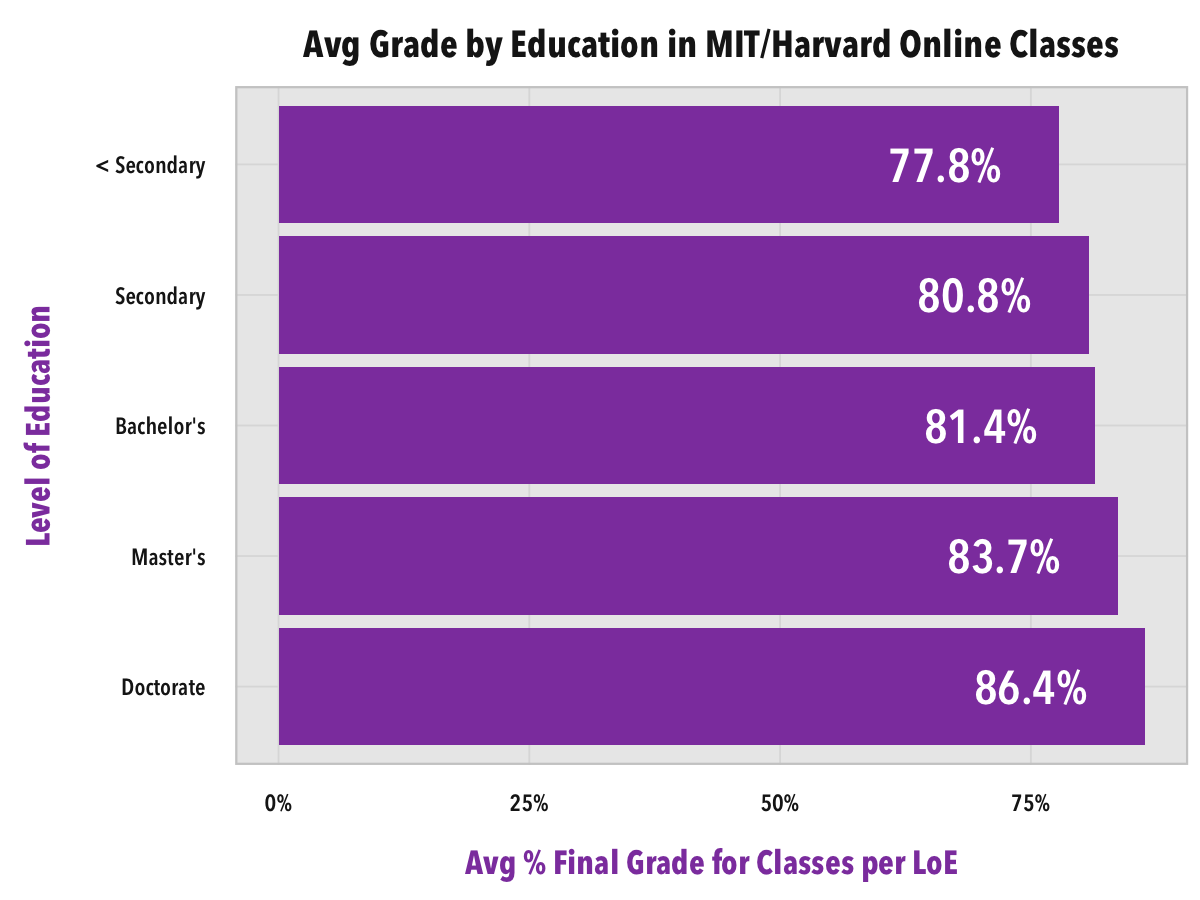 Avg Grade by Education in MIT/Harvard Online Classes
< Secondary
77.8%
Secondary
80.8%
Bachelor's
81.4%
Master's
83.7%
Doctorate
86.4%
Level of Education
0% 25% 50% 75%
Avg % Final Grade for Classes per LoE